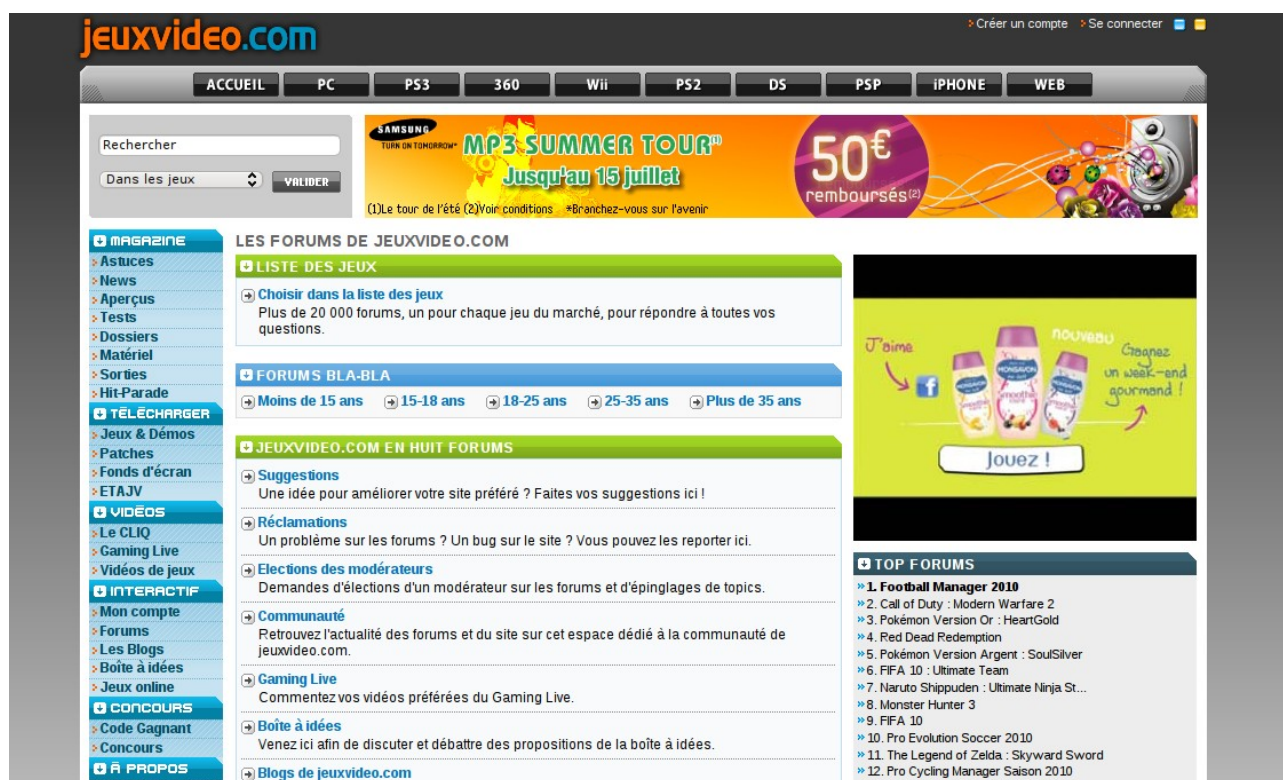 jeuxvideo.com
Créer un compte Se connecter
ACCUEIL PC PS3 360 Wii PS2 DS PSP iPHONE WEB
Rechercher
Dans les jeux VALIDER
SAMSUNG
TURN ON TOMORROW*
MP3 SUMMER TOUR(1)
Jusqu'au 15 juillet
50€
remboursés(2)
(1)Le tour de l'été (2)Voir conditions *Branchez-vous sur l'avenir
MAGAZINE
Astuces
News
Aperçus
Tests
Dossiers
Matériel
Sorties
Hit-Parade
TÉLÉCHARGER
Jeux & Démos
Patches
Fonds d'écran
ETAJV
VIDÉOS
Le CLIQ
Gaming Live
Vidéos de jeux
INTERACTIF
Mon compte
Forums
Les Blogs
Boîte à idées
Jeux online
CONCOURS
Code Gagnant
Concours
À PROPOS
LES FORUMS DE JEUXVIDEO.COM
LISTE DES JEUX
Choisir dans la liste des jeux
Plus de 20 000 forums, un pour chaque jeu du marché, pour répondre à toutes vos
questions.
FORUMS BLA-BLA
Moins de 15 ans 15-18 ans 18-25 ans 25-35 ans Plus de 35 ans
JEUXVIDEO.COM EN HUIT FORUMS
Suggestions
Une idée pour améliorer votre site préféré ? Faites vos suggestions ici !
Réclamations
Un problème sur les forums ? Un bug sur le site ? Vous pouvez les reporter ici.
Elections des modérateurs
Demandes d'élections d'un modérateur sur les forums et d'épinglages de topics.
Communauté
Retrouvez l'actualité des forums et du site sur cet espace dédié à la communauté de
jeuxvideo.com.
Gaming Live
Commentez vos vidéos préférées du Gaming Live.
Boîte à idées
Venez ici afin de discuter et débattre des propositions de la boîte à idées.
Blogs de jeuxvideo.com
J'aime
nouveau
MONSAVON
smoothie
Gagnez
un week-end
gourmand !
Jouez !
TOP FORUMS
1. Football Manager 2010
2. Call of Duty : Modern Warfare 2
3. Pokémon Version Or : HeartGold
4. Red Dead Redemption
5. Pokémon Version Argent : SoulSilver
6. FIFA 10 : Ultimate Team
7. Naruto Shippuden : Ultimate Ninja St...
8. Monster Hunter 3
9. FIFA 10
10. Pro Evolution Soccer 2010
11. The Legend of Zelda : Skyward Sword
12. Pro Cycling Manager Saison 2010